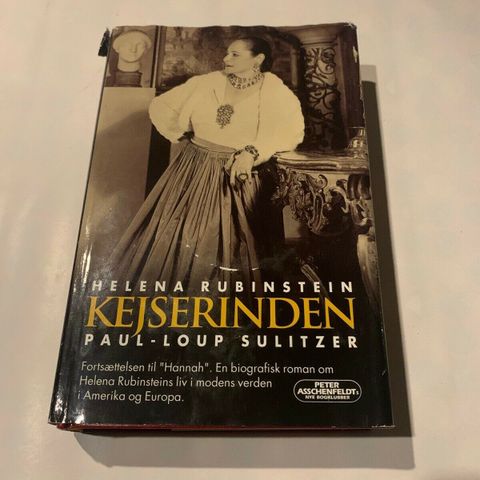 HELENA RUBINSTEIN
KEJSERINDEN
PAUL-LOUP SULITZER
Fortsættelsen til "Hannah". En biografisk roman om
Helena Rubinsteins liv i modens verden
i Amerika og Europa.
PETER
ASSCHENFELDT's
NYE BOGKLUBBER